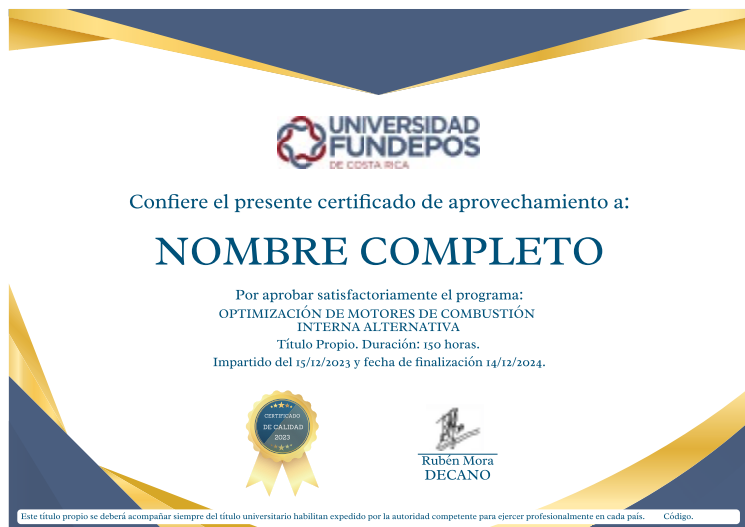 UNIVERSIDAD
FUNDEPOS
DE COSTA RICA
Confiere el presente certificado de aprovechamiento a:
NOMBRE COMPLETO
Por aprobar satisfactoriamente el programa:
OPTIMIZACIÓN DE MOTORES DE COMBUSTIÓN
INTERNA ALTERNATIVA
Título Propio. Duración: 150 horas.
Impartido del 15/12/2023 y fecha de finalización 14/12/2024.
CERTIFICADO
DE CALIDAD
2023
Rubén Mora
DECANO
Este título propio se deberá acompañar siempre del título universitario habilitan expedido por la autoridad competente para ejercer profesionalmente en cada país. Código.